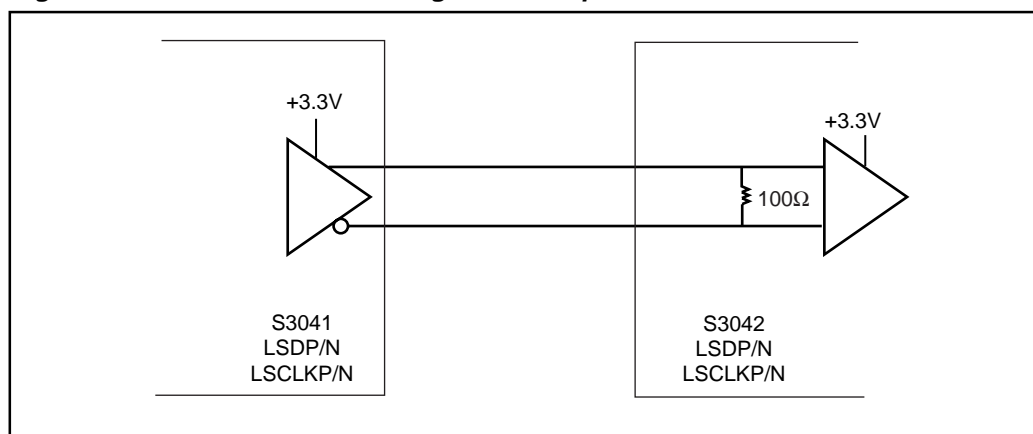 +3.3V
+3.3V
100Ω
S3041
LSDP/N
LSCLKP/N
S3042
LSDP/N
LSCLKP/N